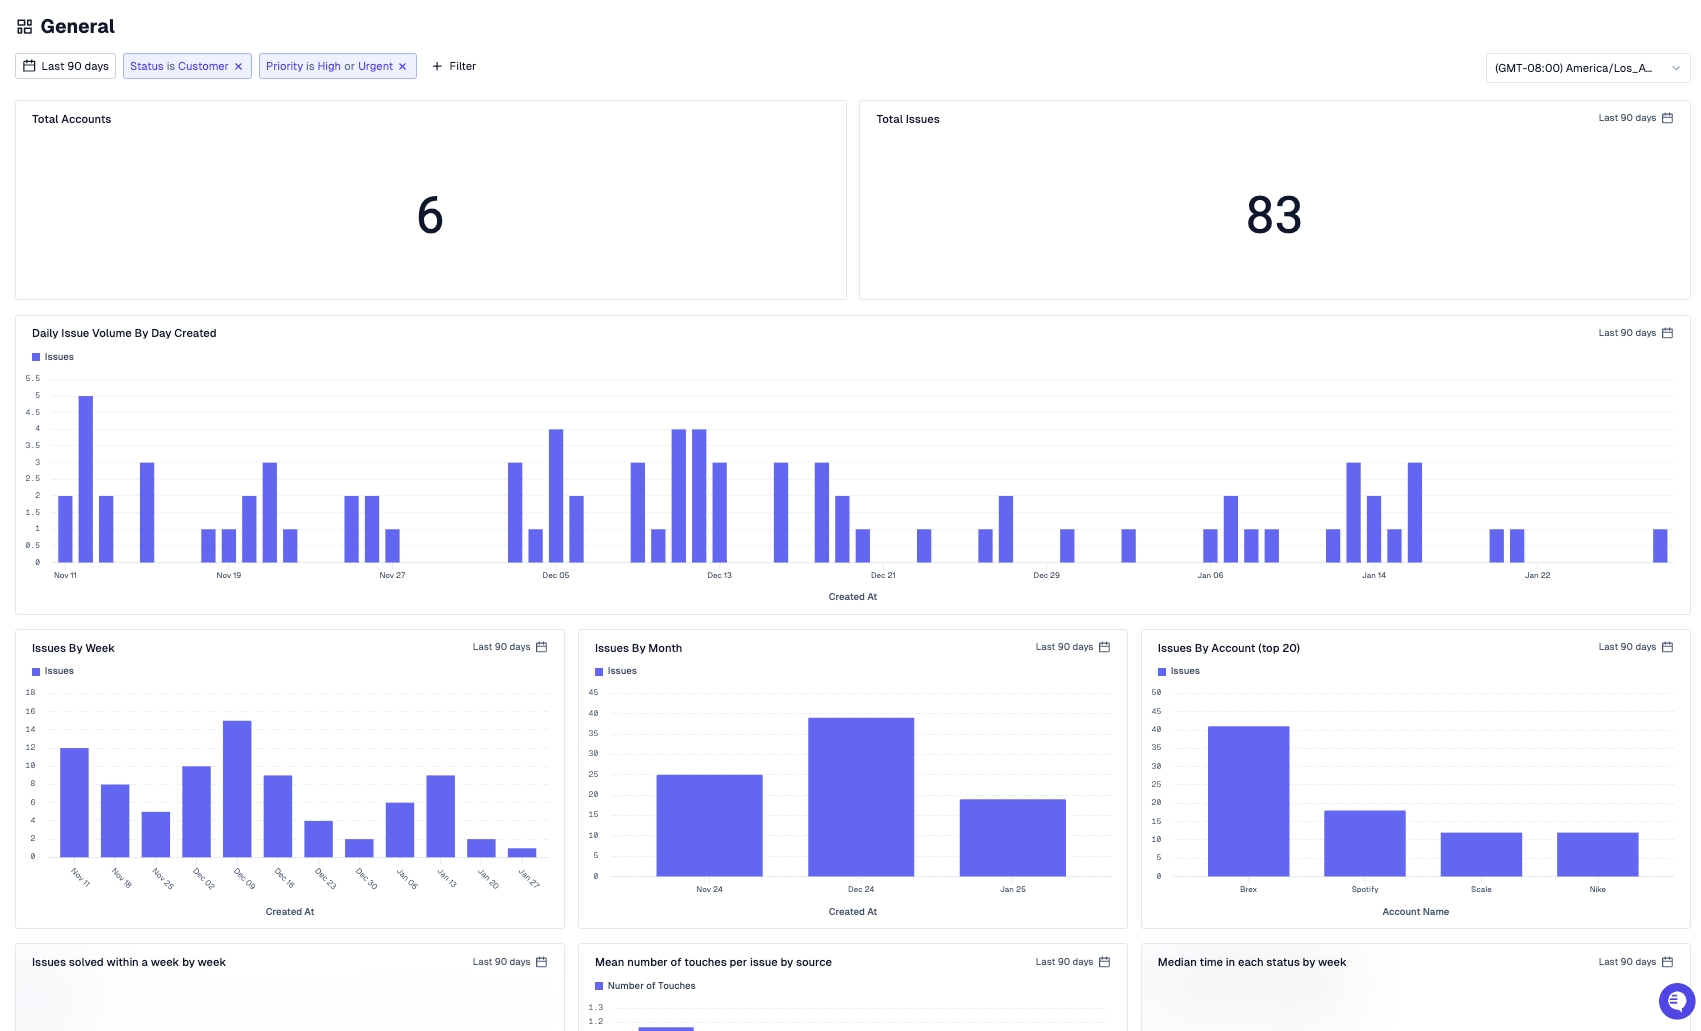 General
Last 90 days
Status is Customer ×
Priority is High or Urgent ×
+ Filter
(GMT-08:00) America/Los_A...
Total Accounts
6
Total Issues
Last 90 days
83
Daily Issue Volume By Day Created
Last 90 days
Issues
5.5
5
4.5
4
3.5
3
2.5
2
1.5
1
0.5
0
Nov 11 Nov 19 Nov 27 Dec 05 Dec 13 Dec 21 Dec 29 Jan 06 Jan 14 Jan 22
Created At
Issues By Week
Last 90 days
Issues
18
16
14
12
10
8
6
4
2
0
Nov 11 Nov 18 Nov 25 Dec 02 Dec 09 Dec 16 Dec 23 Dec 30 Jan 06 Jan 13 Jan 20 Jan 27
Created At
Issues By Month
Last 90 days
Issues
45
40
35
30
25
20
15
10
5
0
Nov 24 Dec 24 Jan 25
Created At
Issues By Account (top 20)
Last 90 days
Issues
50
45
40
35
30
25
20
15
10
5
0
Brex Spotify Scale Nike
Account Name
Issues solved within a week by week
Last 90 days
Mean number of touches per issue by source
Last 90 days
Number of Touches
1.3
1.2
Median time in each status by week
Last 90 days